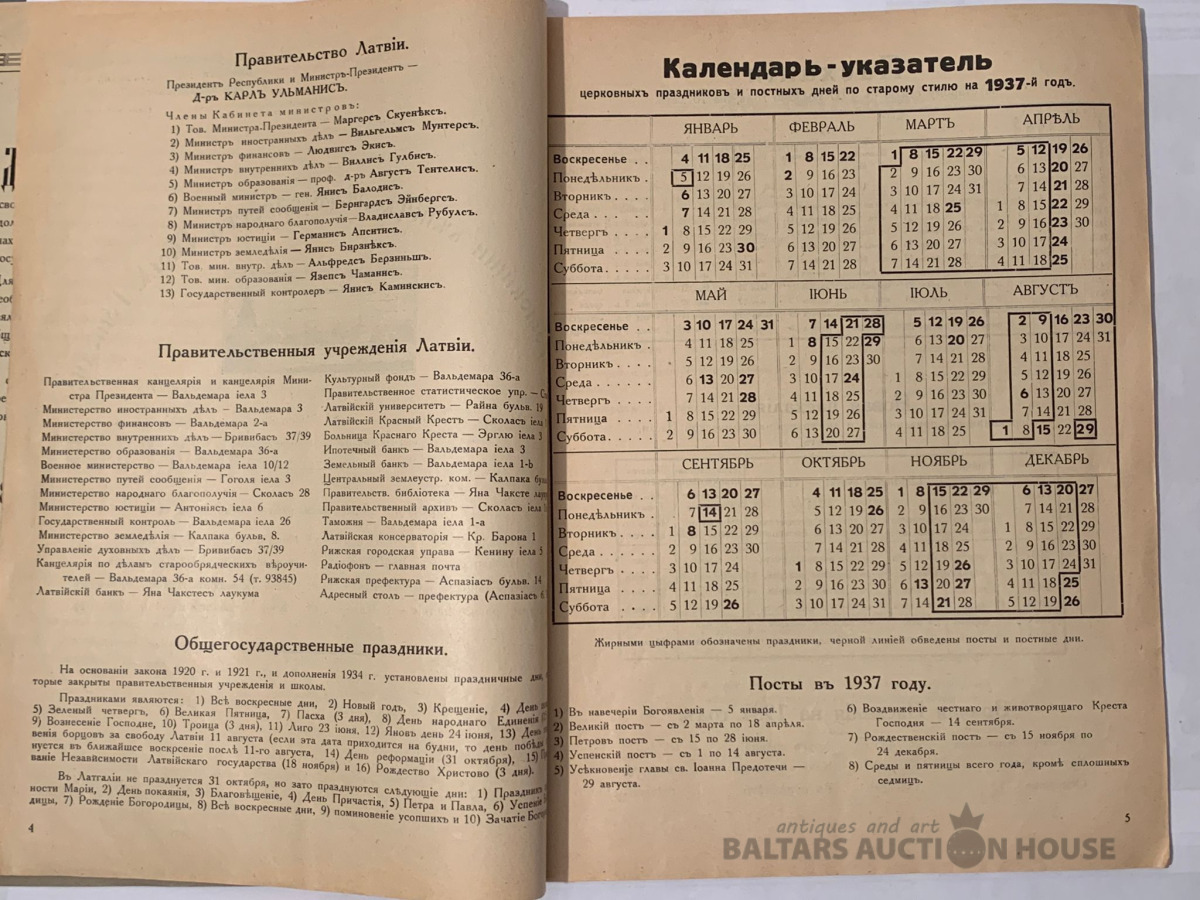 Правительство Латвіи.
Президентъ Республики и Министръ-Президентъ —
Д-ръ КАРЛЪ УЛЬМАНИСЪ.
Члены Кабинета министровъ:
1) Тов. Министра-Президента — Маргерсъ Скуенѣксъ.
2) Министръ иностранныхъ дѣлъ — Вильгельмсъ Мунтерсъ.
3) Министръ финансовъ — Людвигсъ Экисъ.
4) Министръ внутреннихъ дѣлъ — Виллисъ Гулбисъ.
5) Министръ образованія — проф. д-ръ Августъ Тентелисъ.
6) Военный министръ — ген. Янисъ Балодисъ.
7) Министръ путей сообщенія — Бернгардсъ Эйнбергсъ.
8) Министръ народнаго благополучія — Владиславсъ Рубулсъ.
9) Министръ юстиціи — Германисъ Апситисъ.
10) Министръ земледѣлія — Янисъ Бирзнѣксъ.
11) Тов. мин. внутр. дѣлъ — Альфредсъ Берзиньшъ.
12) Тов. мин. образованія — Язепсъ Чаманисъ.
13) Государственный контролеръ — Янисъ Каминскисъ.
Правительственныя учрежденія Латвіи.
Правительственная канцелярія и канцелярія Мини-
стра Президента — Вальдемара іела 3
Министерство иностранныхъ дѣлъ — Вальдемара 3
Министерство финансовъ — Вальдемара 2-а
Министерство внутреннихъ дѣлъ — Бривибасъ 37/39
Министерство образованія — Вальдемара 36-а
Военное министерство — Вальдемара іела 10/12
Министерство путей сообщенія — Гоголя іела 3
Министерство народнаго благополучія — Сколасъ 28
Министерство юстиціи — Антоніясъ іела 6
Государственный контроль — Вальдемара іела 26
Министерство земледѣлія — Калпака бульв. 8.
Управленіе духовныхъ дѣлъ — Бривибасъ 37/39
Канцелярія по дѣламъ старообрядческихъ вѣроучи-
телей — Вальдемара 36-а комн. 54 (т. 93845)
Латвійскій банкъ — Яна Чакстесъ лаукума
Культурный фондъ — Вальдемара 36-а
Правительственное статистическое упр. —
Латвійскій университетъ — Райна бульв. 19
Латвійскій Красный Крестъ — Сколасъ іела
Больница Краснаго Креста — Эрглю іела 3
Ипотечный банкъ — Вальдемара іела 3
Земельный банкъ — Вальдемара іела 1-b
Центральный землеустр. ком. — Калпака
Правительств. библіотека — Яна Чаксте
Правительственный архивъ — Сколасъ іела
Таможня — Вальдемара іела 1-а
Латвійская консерваторія — Кр. Барона 1
Рижская городская управа — Кенину іела 5
Радіофонъ — главная почта
Рижская префектура — Аспазіасъ бульв. 14
Адресный столъ — префектура (Аспазіасъ
Общегосударственные праздники.
На основаніи закона 1920 г. и 1921 г., и дополненія 1934 г. установлены праздничные дни,
торые закрыты правительственныя учрежденія и школы.
Праздниками являются: 1) Всѣ воскресные дни, 2) Новый годъ, 3) Крещеніе, 4) День
5) Зеленый четвергъ, 6) Великая Пятница, 7) Пасха (3 дня), 8) День народнаго Единенія
9) Вознесеніе Господне, 10) Троица (3 дня), 11) Лиго 23 іюня, 12) Яновъ день 24 іюня, 13) День
венія борцовъ за свободу Латвіи 11 августа (если эта дата приходится на будни, то день побѣды
нуется въ ближайшее воскрсеніе послѣ 11-го августа, 14) День реформаціи (31 октября), 15)
ваніе Незавісимости Латвійскаго государства (18 ноября) и 16) Рождество Христово (3 дня).
Въ Латгаліи не празднуется 31 октября, но зато празднуются слѣдующіе дни: 1)
ности Маріи, 2) День покаянія, 3) Благовѣщеніе, 4) День Причастія, 5) Петра и Павла, 6)
дицы, 7) Рожденіе Богородицы, 8) Всѣ воскресные дни, 9) поминовеніе усопшихъ и 10) Зачатіе
4
Календарь-указатель
церковныхъ праздниковъ и постныхъ дней по старому стилю на 1937-й годъ.
ЯНВАРЬ ФЕВРАЛЬ МАРТЪ АПРѢЛЬ
Воскресенье . . 4 11 18 25 1 8 15 22 1 8 15 22 29 5 12 19 26
Понедѣльникъ . 5 12 19 26 2 9 16 23 2 9 16 23 30 6 13 20 27
Вторникъ . . . . 6 13 20 27 3 10 17 24 3 10 17 24 31 7 14 21 28
Среда . . . . . . 7 14 21 28 4 11 18 25 4 11 18 25 1 8 15 22 29
Четвергъ . . . . 1 8 15 22 29 5 12 19 26 5 12 19 26 2 9 16 23 30
Пятница . . . . 2 9 16 23 30 6 13 20 27 6 13 20 27 3 10 17 24
Суббота . . . . . 3 10 17 24 31 7 14 21 28 7 14 21 28 4 11 18 25
МАЙ ІЮНЬ ІЮЛЬ АВГУСТЪ
Воскресенье . . 3 10 17 24 31 7 14 21 28 5 12 19 26 2 9 16 23 30
Понедѣльникъ . 4 11 18 25 1 8 15 22 29 6 13 20 27 3 10 17 24 31
Вторникъ . . . . 5 12 19 26 2 9 16 23 30 7 14 21 28 4 11 18 25
Среда . . . . . . 6 13 20 27 3 10 17 24 1 8 15 22 29 5 12 19 26
Четвергъ . . . . 7 14 21 28 4 11 18 25 2 9 16 23 30 6 13 20 27
Пятница . . . . 1 8 15 22 29 5 12 19 26 3 10 17 24 31 7 14 21 28
Суббота . . . . . 2 9 16 23 30 6 13 20 27 4 11 18 25 1 8 15 22 29
СЕНТЯБРЬ ОКТЯБРЬ НОЯБРЬ ДЕКАБРЬ
Воскресенье . . 6 13 20 27 4 11 18 25 1 8 15 22 29 6 13 20 27
Понедѣльникъ . 7 14 21 28 5 12 19 26 2 9 16 23 30 7 14 21 28
Вторникъ . . . . 1 8 15 22 29 6 13 20 27 3 10 17 24 1 8 15 22 29
Среда . . . . . . 2 9 16 23 30 7 14 21 28 4 11 18 25 2 9 16 23 30
Четвергъ . . . . 3 10 17 24 1 8 15 22 29 5 12 19 26 3 10 17 24 31
Пятница . . . . 4 11 18 25 2 9 16 23 30 6 13 20 27 4 11 18 25
Суббота . . . . 5 12 19 26 3 10 17 24 31 7 14 21 28 5 12 19 26
Жирными цыфрами обозначены праздники, черной линіей обведены посты и постные дни.
Посты въ 1937 году.
1) Въ навечеріи Богоявленія — 5 января.
2) Великій постъ — съ 2 марта по 18 апрѣля.
3) Петровъ постъ — съ 15 по 28 іюня.
4) Успенскій постъ — съ 1 по 14 августа.
5) Усѣкновеніе главы св. Іоанна Предотечи —
29 августа.
6) Воздвиженіе честнаго и животворящаго Креста
Господня — 14 сентября.
7) Рождественскій постъ — съ 15 ноября по
24 декабря.
8) Среды и пятницы всего года, кромѣ сплошныхъ
седмицъ.
5
antiques and art
BALTARS AUCTION HOUSE